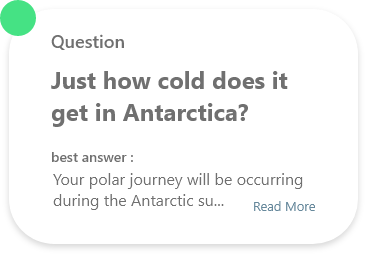 Question
Just how cold does it
get in Antarctica?
best answer :
Your polar journey will be occurring
during the Antarctic su...
Read More